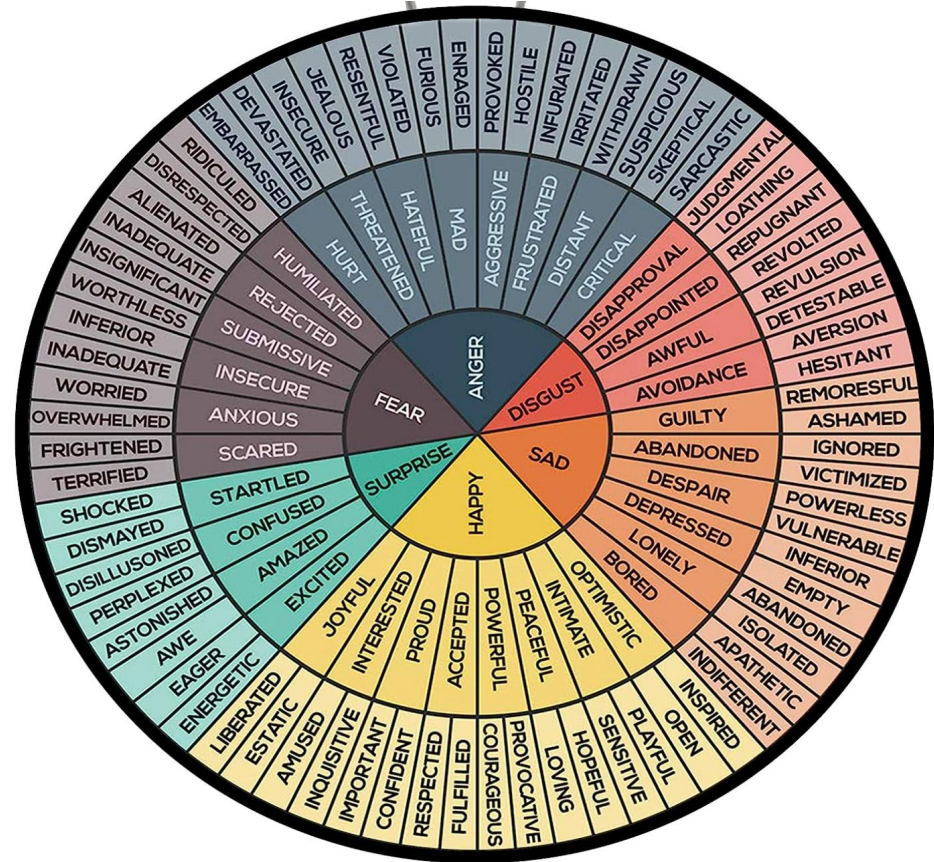 ANGER
DISGUST
SAD
HAPPY
SURPRISE
FEAR
HURT
THREATENED
HATEFUL
MAD
AGGRESSIVE
FRUSTRATED
DISTANT
CRITICAL
DISAPPROVAL
DISAPPOINTED
AWFUL
AVOIDANCE
GUILTY
ABANDONED
DESPAIR
DEPRESSED
LONELY
BORED
OPTIMISTIC
INTIMATE
PEACEFUL
POWERFUL
ACCEPTED
PROUD
INTERESTED
JOYFUL
EXCITED
AMAZED
CONFUSED
STARTLED
SCARED
ANXIOUS
INSECURE
SUBMISSIVE
REJECTED
HUMILIATED
EMBARRASSED
DEVASTATED
INSECURE
JEALOUS
RESENTFUL
VIOLATED
FURIOUS
ENRAGED
PROVOKED
HOSTILE
INFURIATED
IRRITATED
WITHDRAWN
SUSPICIOUS
SKEPTICAL
SARCASTIC
JUDGMENTAL
LOATHING
REPUGNANT
REVOLTED
REVULSION
DETESTABLE
AVERSION
HESITANT
REMORESFUL
ASHAMED
IGNORED
VICTIMIZED
POWERLESS
VULNERABLE
INFERIOR
EMPTY
ABANDONED
ISOLATED
APATHETIC
INDIFFERENT
INSPIRED
OPEN
PLAYFUL
SENSITIVE
HOPEFUL
LOVING
PROVOCATIVE
COURAGEOUS
FULFILLED
RESPECTED
CONFIDENT
IMPORTANT
INQUISITIVE
AMUSED
ESTATIC
LIBERATED
ENERGETIC
EAGER
AWE
ASTONISHED
PERPLEXED
DISILLUSONED
DISMAYED
SHOCKED
TERRIFIED
FRIGHTENED
OVERWHELMED
WORRIED
INADEQUATE
INFERIOR
WORTHLESS
INSIGNIFICANT
INADEQUATE
ALIENATED
DISRESPECTED
RIDICULED